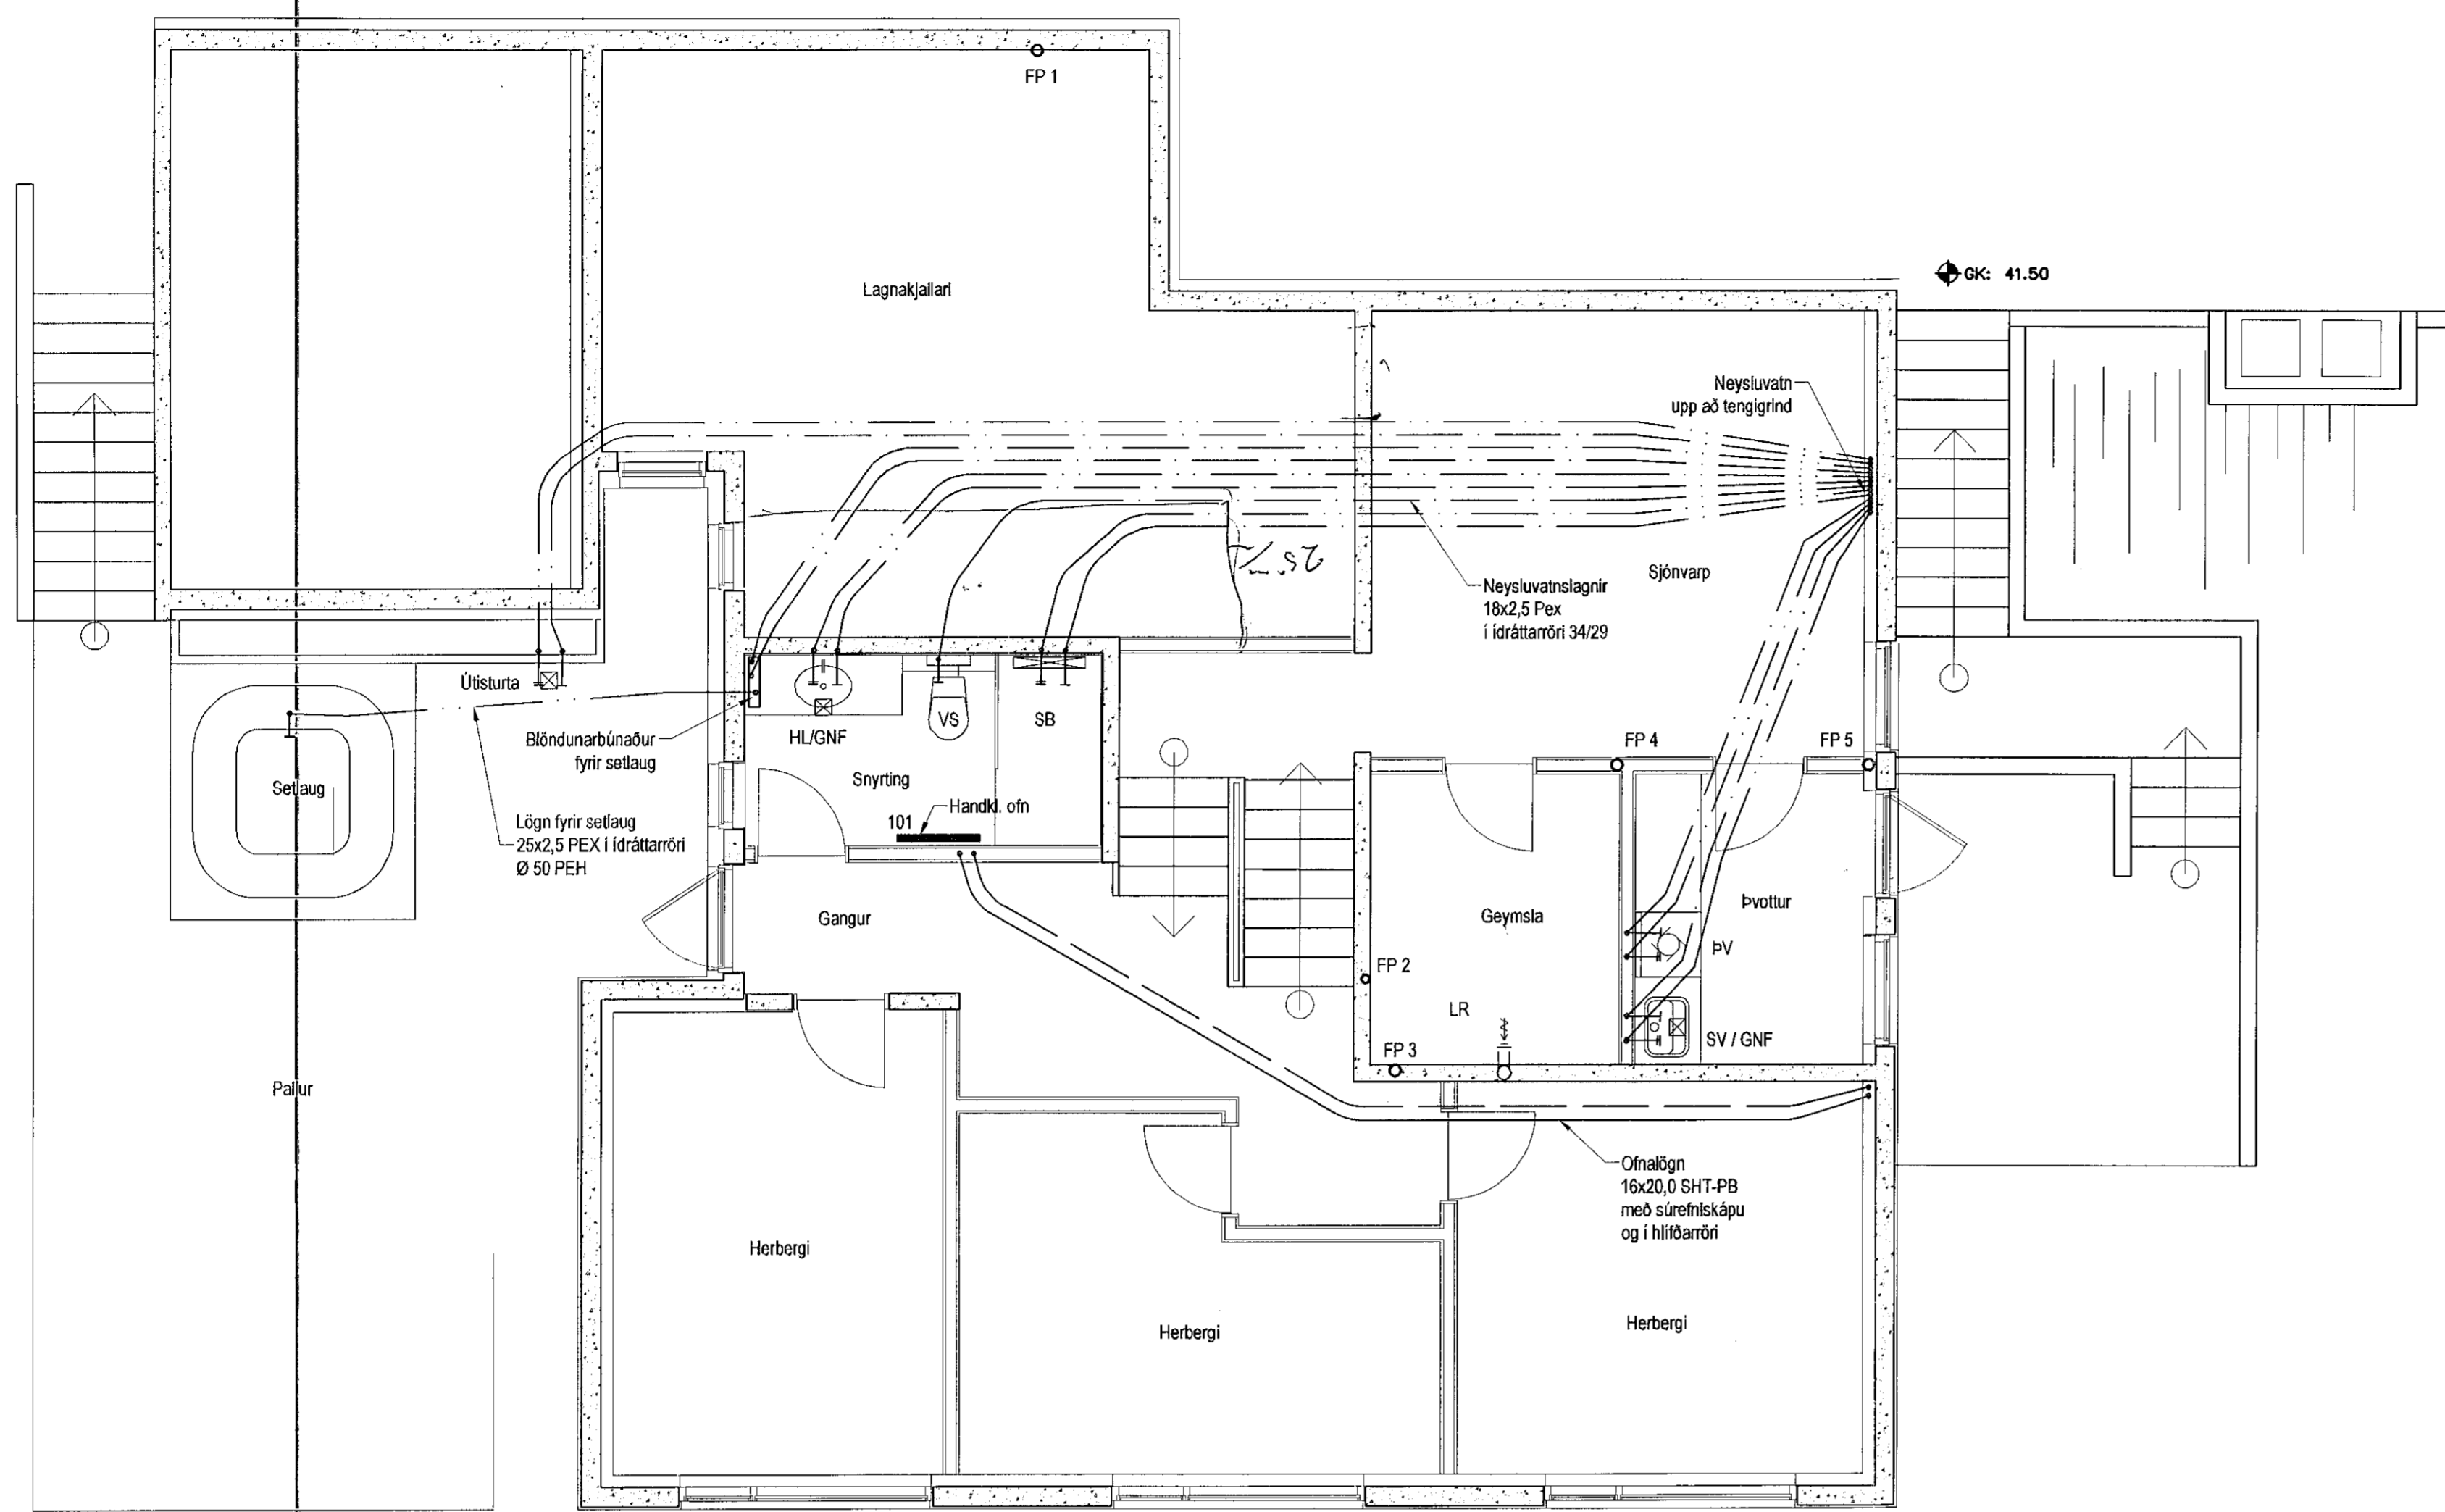 FP 1
Lagnakjallari
GK: 41.50
Neysluvatn
upp að tengigrind
Neysluvatnslagnir
18x2,5 Pex
í ídráttarröri 34/29
Sjónvarp
Útisturta
Blöndunarbúnaður
fyrir setlaug
HL/GNF
VS
SB
Snyrting
Handkl. ofn
101
FP 4
FP 5
Setlaug
Lögn fyrir setlaug
25x2,5 PEX í ídráttarröri
Ø 50 PEH
Gangur
Geymsla
Þvottur
ÞV
FP 2
LR
SV / GNF
FP 3
Pallur
Ofnalögn
16x20,0 SHT-PB
með súrefniskápu
og í hlífðarröri
Herbergi
Herbergi
Herbergi